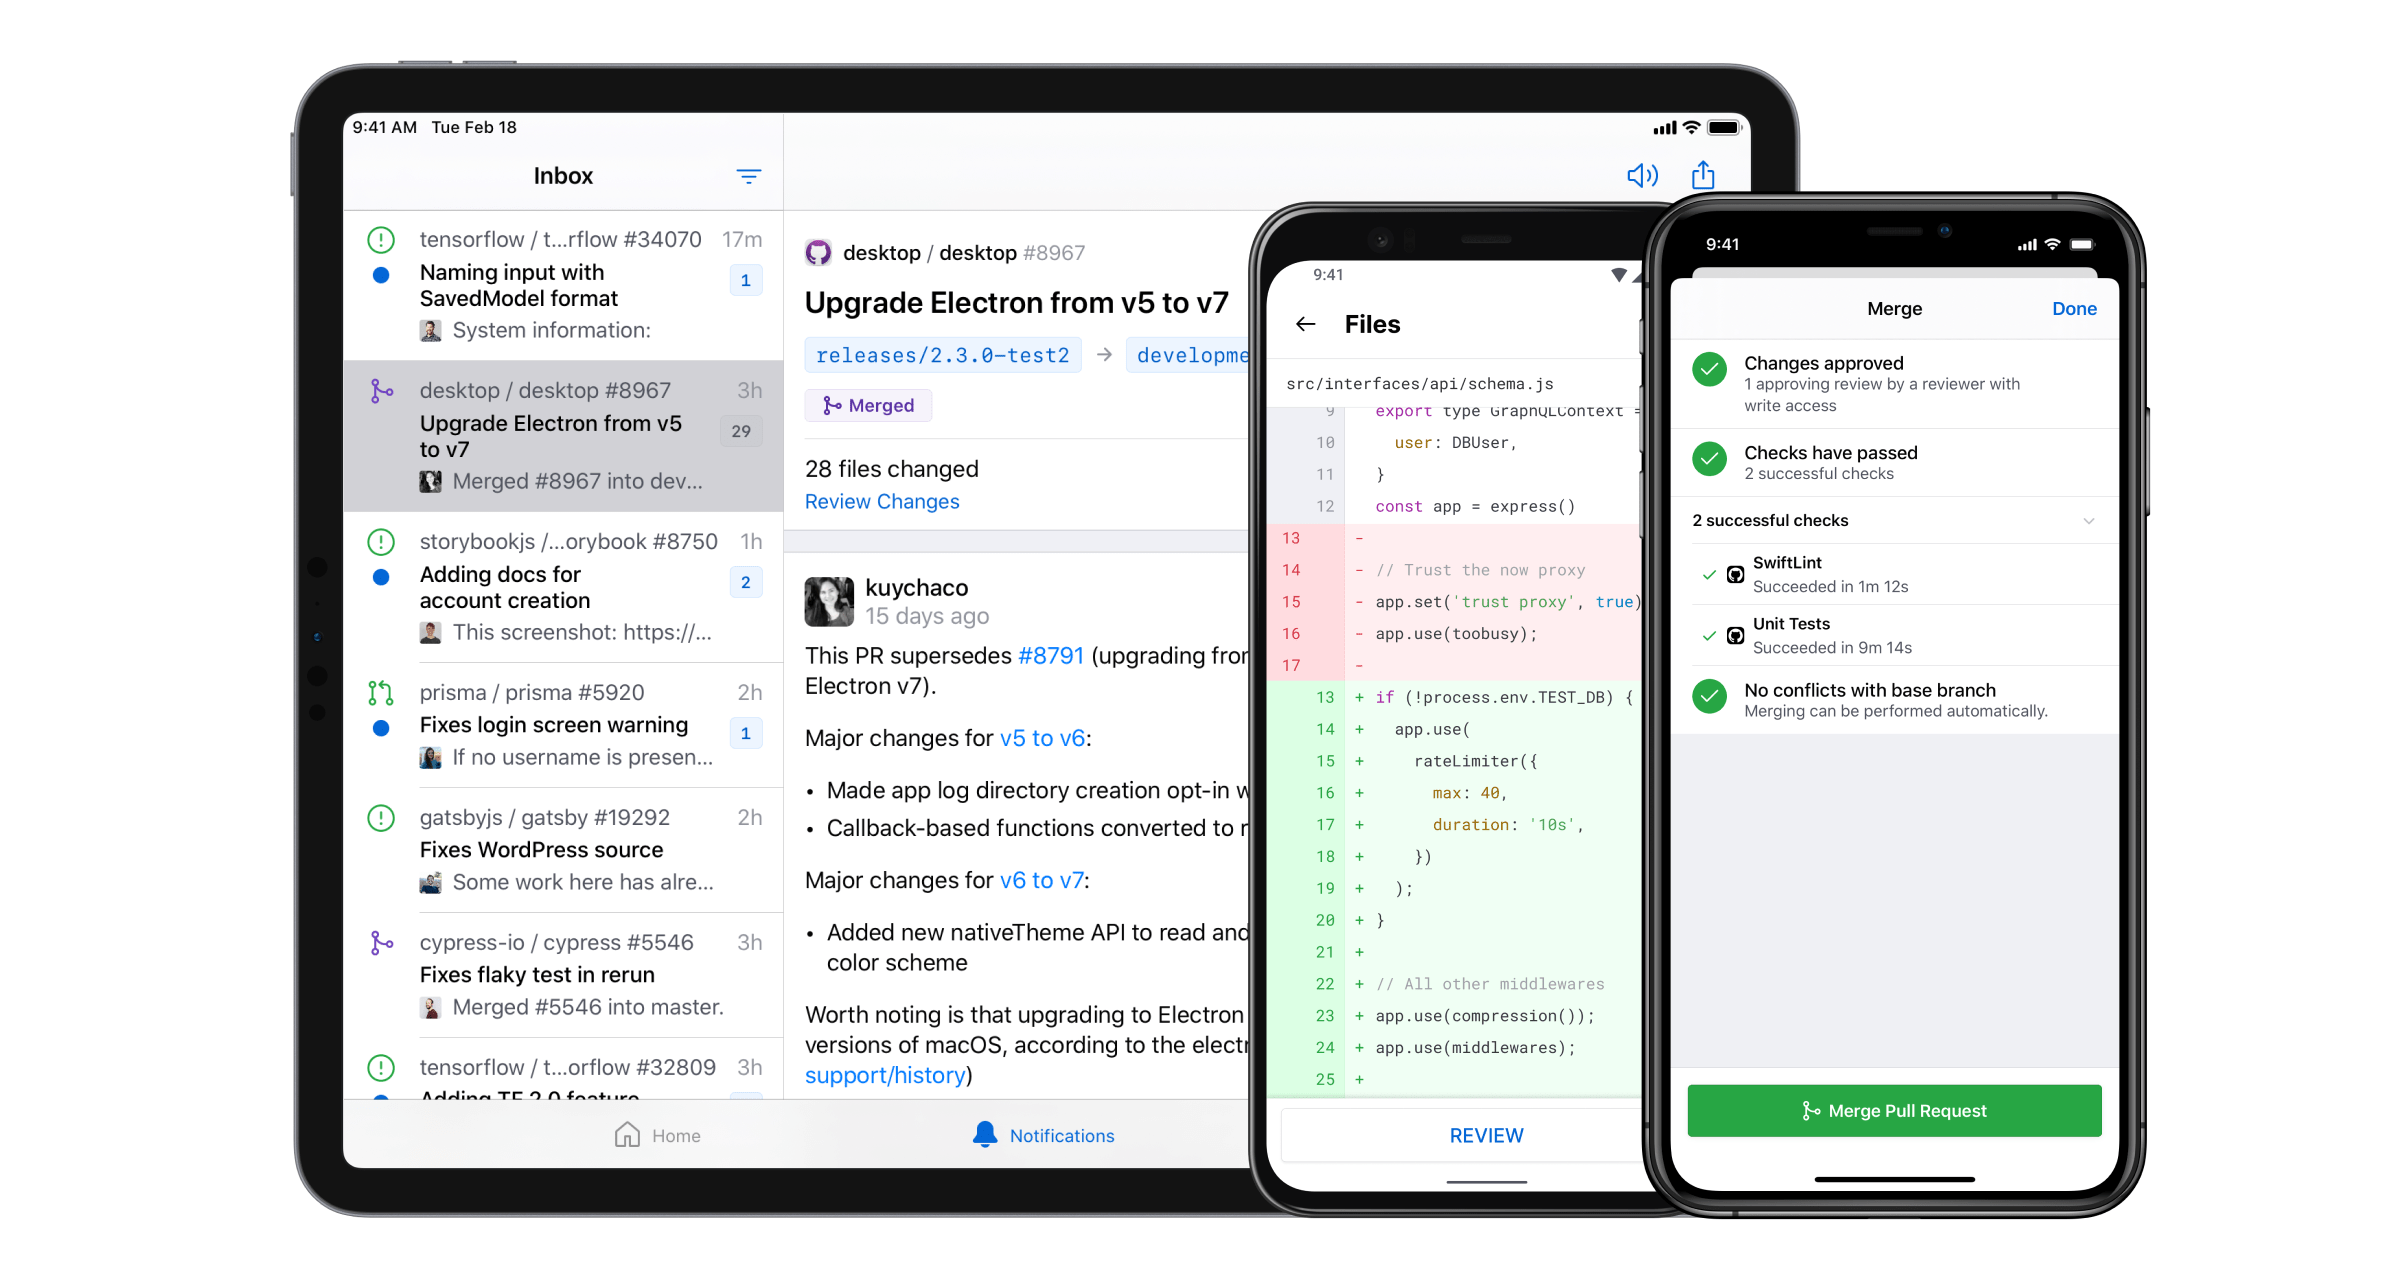 9:41 AM Tue Feb 18
Inbox
tensorflow / t...rflow #34070 17m
Naming input with
SavedModel format
1
System information:
desktop / desktop #8967 3h
Upgrade Electron from v5
to v7
29
Merged #8967 into dev...
storybookjs /...orybook #8750 1h
Adding docs for
account creation
2
This screenshot: https://...
prisma / prisma #5920 2h
Fixes login screen warning
1
If no username is presen...
gatsbyjs / gatsby #19292 2h
Fixes WordPress source
Some work here has alre...
cypress-io / cypress #5546 3h
Fixes flaky test in rerun
Merged #5546 into master.
tensorflow / t...orflow #32809 3h
Adding TF 2.0 feature
Home
Notifications
desktop / desktop #8967
Upgrade Electron from v5 to v7
releases/2.3.0-test2 → developme
Merged
28 files changed
Review Changes
kuychaco
15 days ago
This PR supersedes #8791 (upgrading from
Electron v7).
Major changes for v5 to v6:
• Made app log directory creation opt-in w
• Callback-based functions converted to
Major changes for v6 to v7:
• Added new nativeTheme API to read and
color scheme
Worth noting is that upgrading to Electron
versions of macOS, according to the electr
support/history)
9:41
← Files
src/interfaces/api/schema.js
9 export type GraphQLContext =
10 user: DBUser,
11 }
12 const app = express()
13 -
14 - // Trust the now proxy
15 - app.set('trust proxy', true)
16 - app.use(toobusy);
17 -
13 + if (!process.env.TEST_DB) {
14 + app.use(
15 + rateLimiter({
16 + max: 40,
17 + duration: '10s',
18 + })
19 + );
20 + }
21 +
22 + // All other middlewares
23 + app.use(compression());
24 + app.use(middlewares);
25 +
REVIEW
9:41
Merge
Done
Changes approved
1 approving review by a reviewer with
write access
Checks have passed
2 successful checks
2 successful checks
SwiftLint
Succeeded in 1m 12s
Unit Tests
Succeeded in 9m 14s
No conflicts with base branch
Merging can be performed automatically.
Merge Pull Request